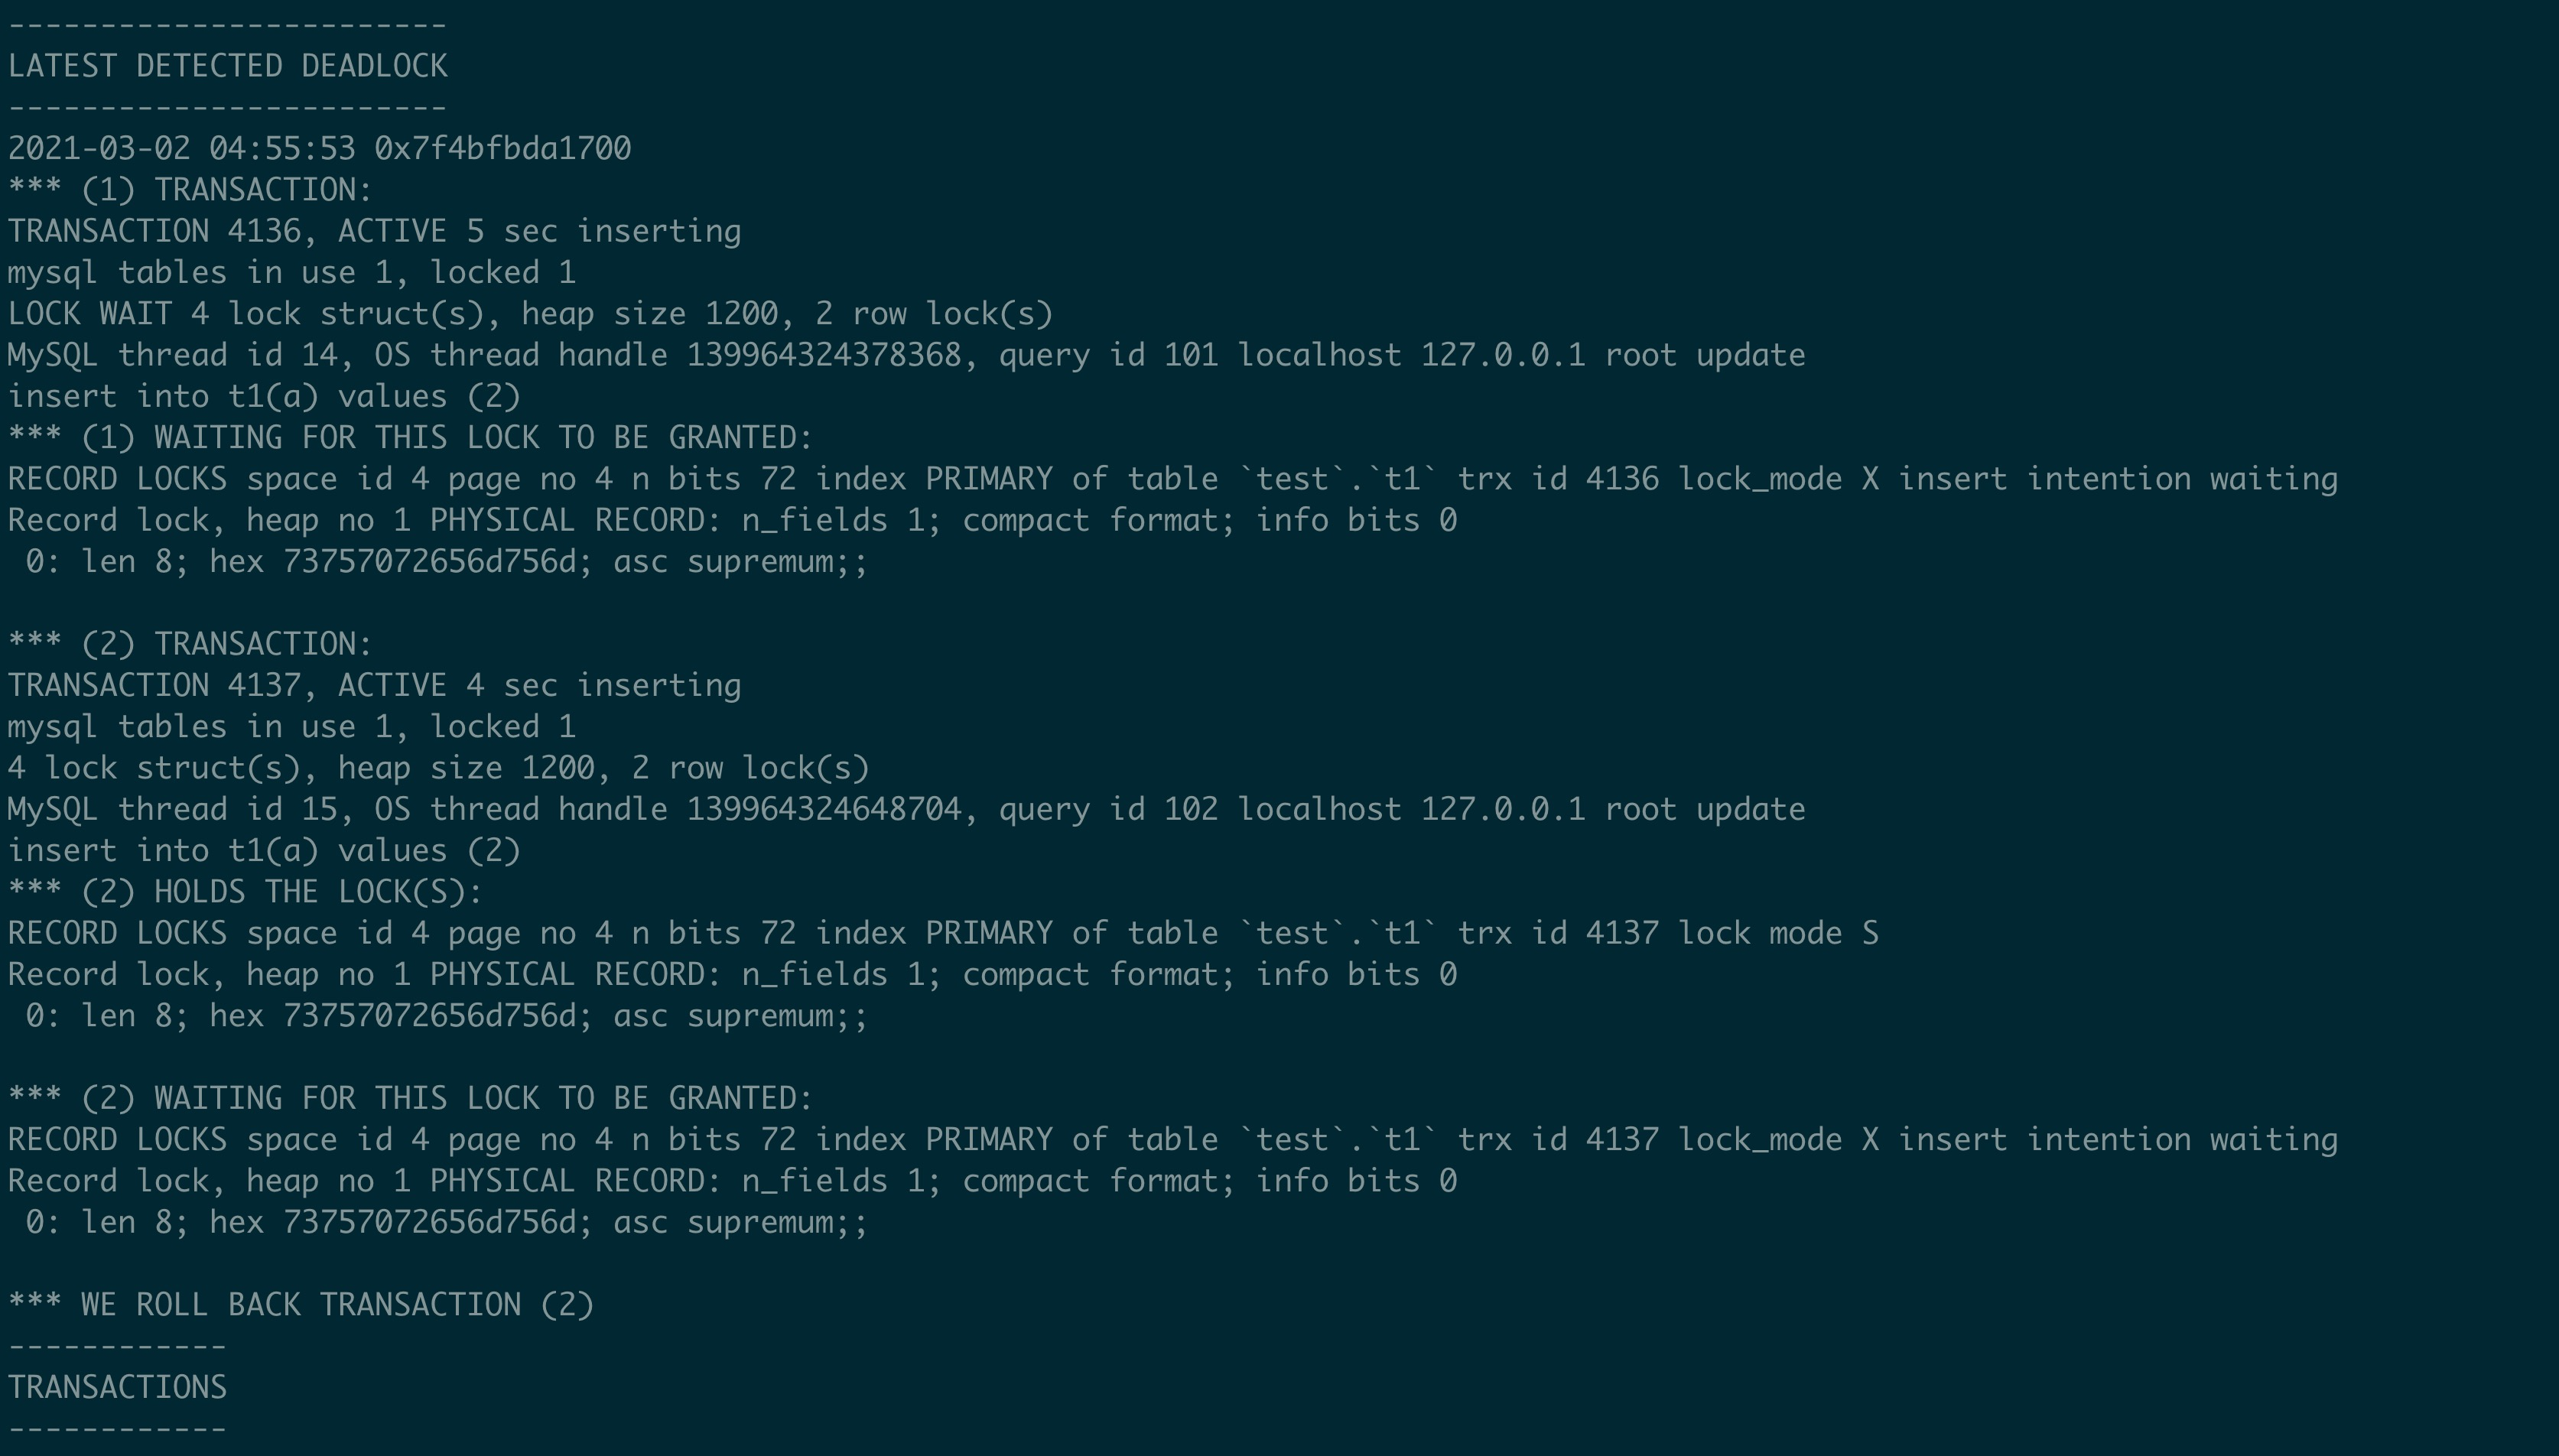 ------------------------
LATEST DETECTED DEADLOCK
------------------------
2021-03-02 04:55:53 0x7f4bfbda1700
*** (1) TRANSACTION:
TRANSACTION 4136, ACTIVE 5 sec inserting
mysql tables in use 1, locked 1
LOCK WAIT 4 lock struct(s), heap size 1200, 2 row lock(s)
MySQL thread id 14, OS thread handle 139964324378368, query id 101 localhost 127.0.0.1 root update
insert into t1(a) values (2)
*** (1) WAITING FOR THIS LOCK TO BE GRANTED:
RECORD LOCKS space id 4 page no 4 n bits 72 index PRIMARY of table `test`.`t1` trx id 4136 lock_mode X insert intention waiting
Record lock, heap no 1 PHYSICAL RECORD: n_fields 1; compact format; info bits 0
 0: len 8; hex 73757072656d756d; asc supremum;;

*** (2) TRANSACTION:
TRANSACTION 4137, ACTIVE 4 sec inserting
mysql tables in use 1, locked 1
4 lock struct(s), heap size 1200, 2 row lock(s)
MySQL thread id 15, OS thread handle 139964324648704, query id 102 localhost 127.0.0.1 root update
insert into t1(a) values (2)
*** (2) HOLDS THE LOCK(S):
RECORD LOCKS space id 4 page no 4 n bits 72 index PRIMARY of table `test`.`t1` trx id 4137 lock mode S
Record lock, heap no 1 PHYSICAL RECORD: n_fields 1; compact format; info bits 0
 0: len 8; hex 73757072656d756d; asc supremum;;

*** (2) WAITING FOR THIS LOCK TO BE GRANTED:
RECORD LOCKS space id 4 page no 4 n bits 72 index PRIMARY of table `test`.`t1` trx id 4137 lock_mode X insert intention waiting
Record lock, heap no 1 PHYSICAL RECORD: n_fields 1; compact format; info bits 0
 0: len 8; hex 73757072656d756d; asc supremum;;

*** WE ROLL BACK TRANSACTION (2)
------------
TRANSACTIONS
------------